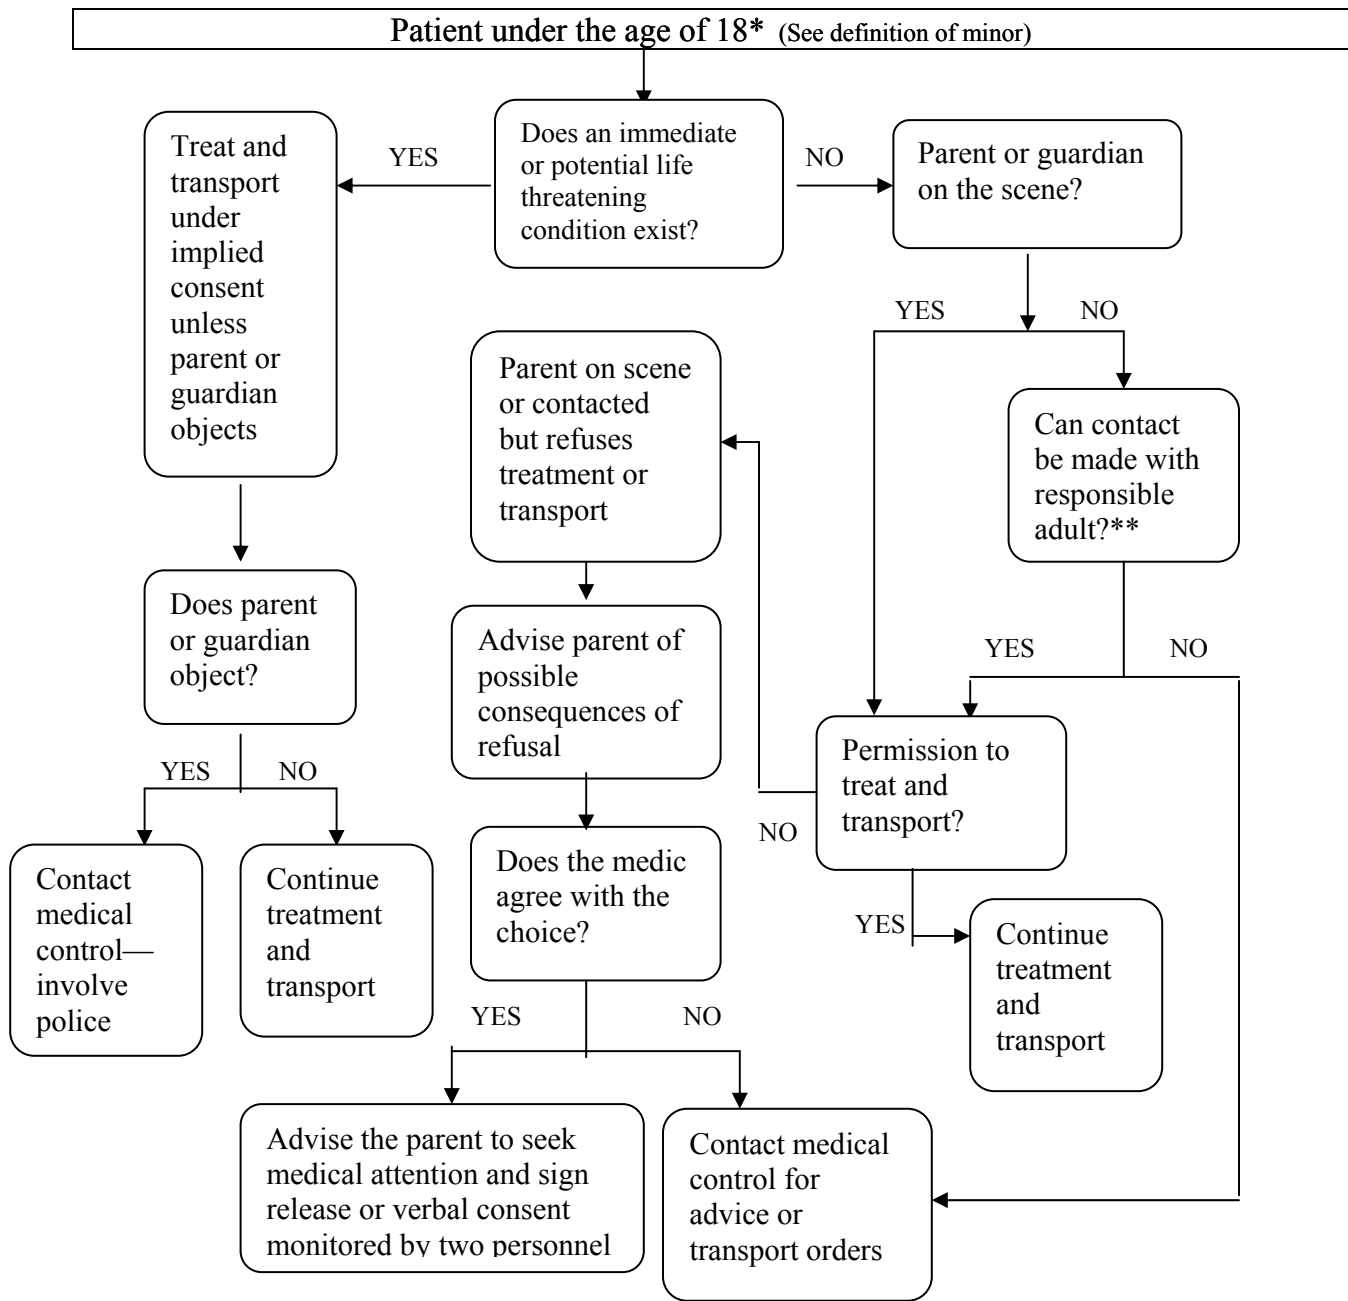 Patient under the age of 18* (See definition of minor)
Does an immediate
or potential life
threatening
condition exist?
YES
NO
Treat and
transport
under
implied
consent
unless
parent or
guardian
objects
Parent or guardian
on the scene?
YES
NO
Parent on scene
or contacted
but refuses
treatment or
transport
Can contact
be made with
responsible
adult?**
Does parent
or guardian
object?
Advise parent of
possible
consequences of
refusal
YES
NO
Permission to
treat and
transport?
YES
NO
NO
Does the medic
agree with the
choice?
Contact
medical
control—
involve
police
Continue
treatment
and
transport
YES
Continue
treatment
and
transport
YES
NO
Advise the parent to seek
medical attention and sign
release or verbal consent
monitored by two personnel
Contact medical
control for
advice or
transport orders